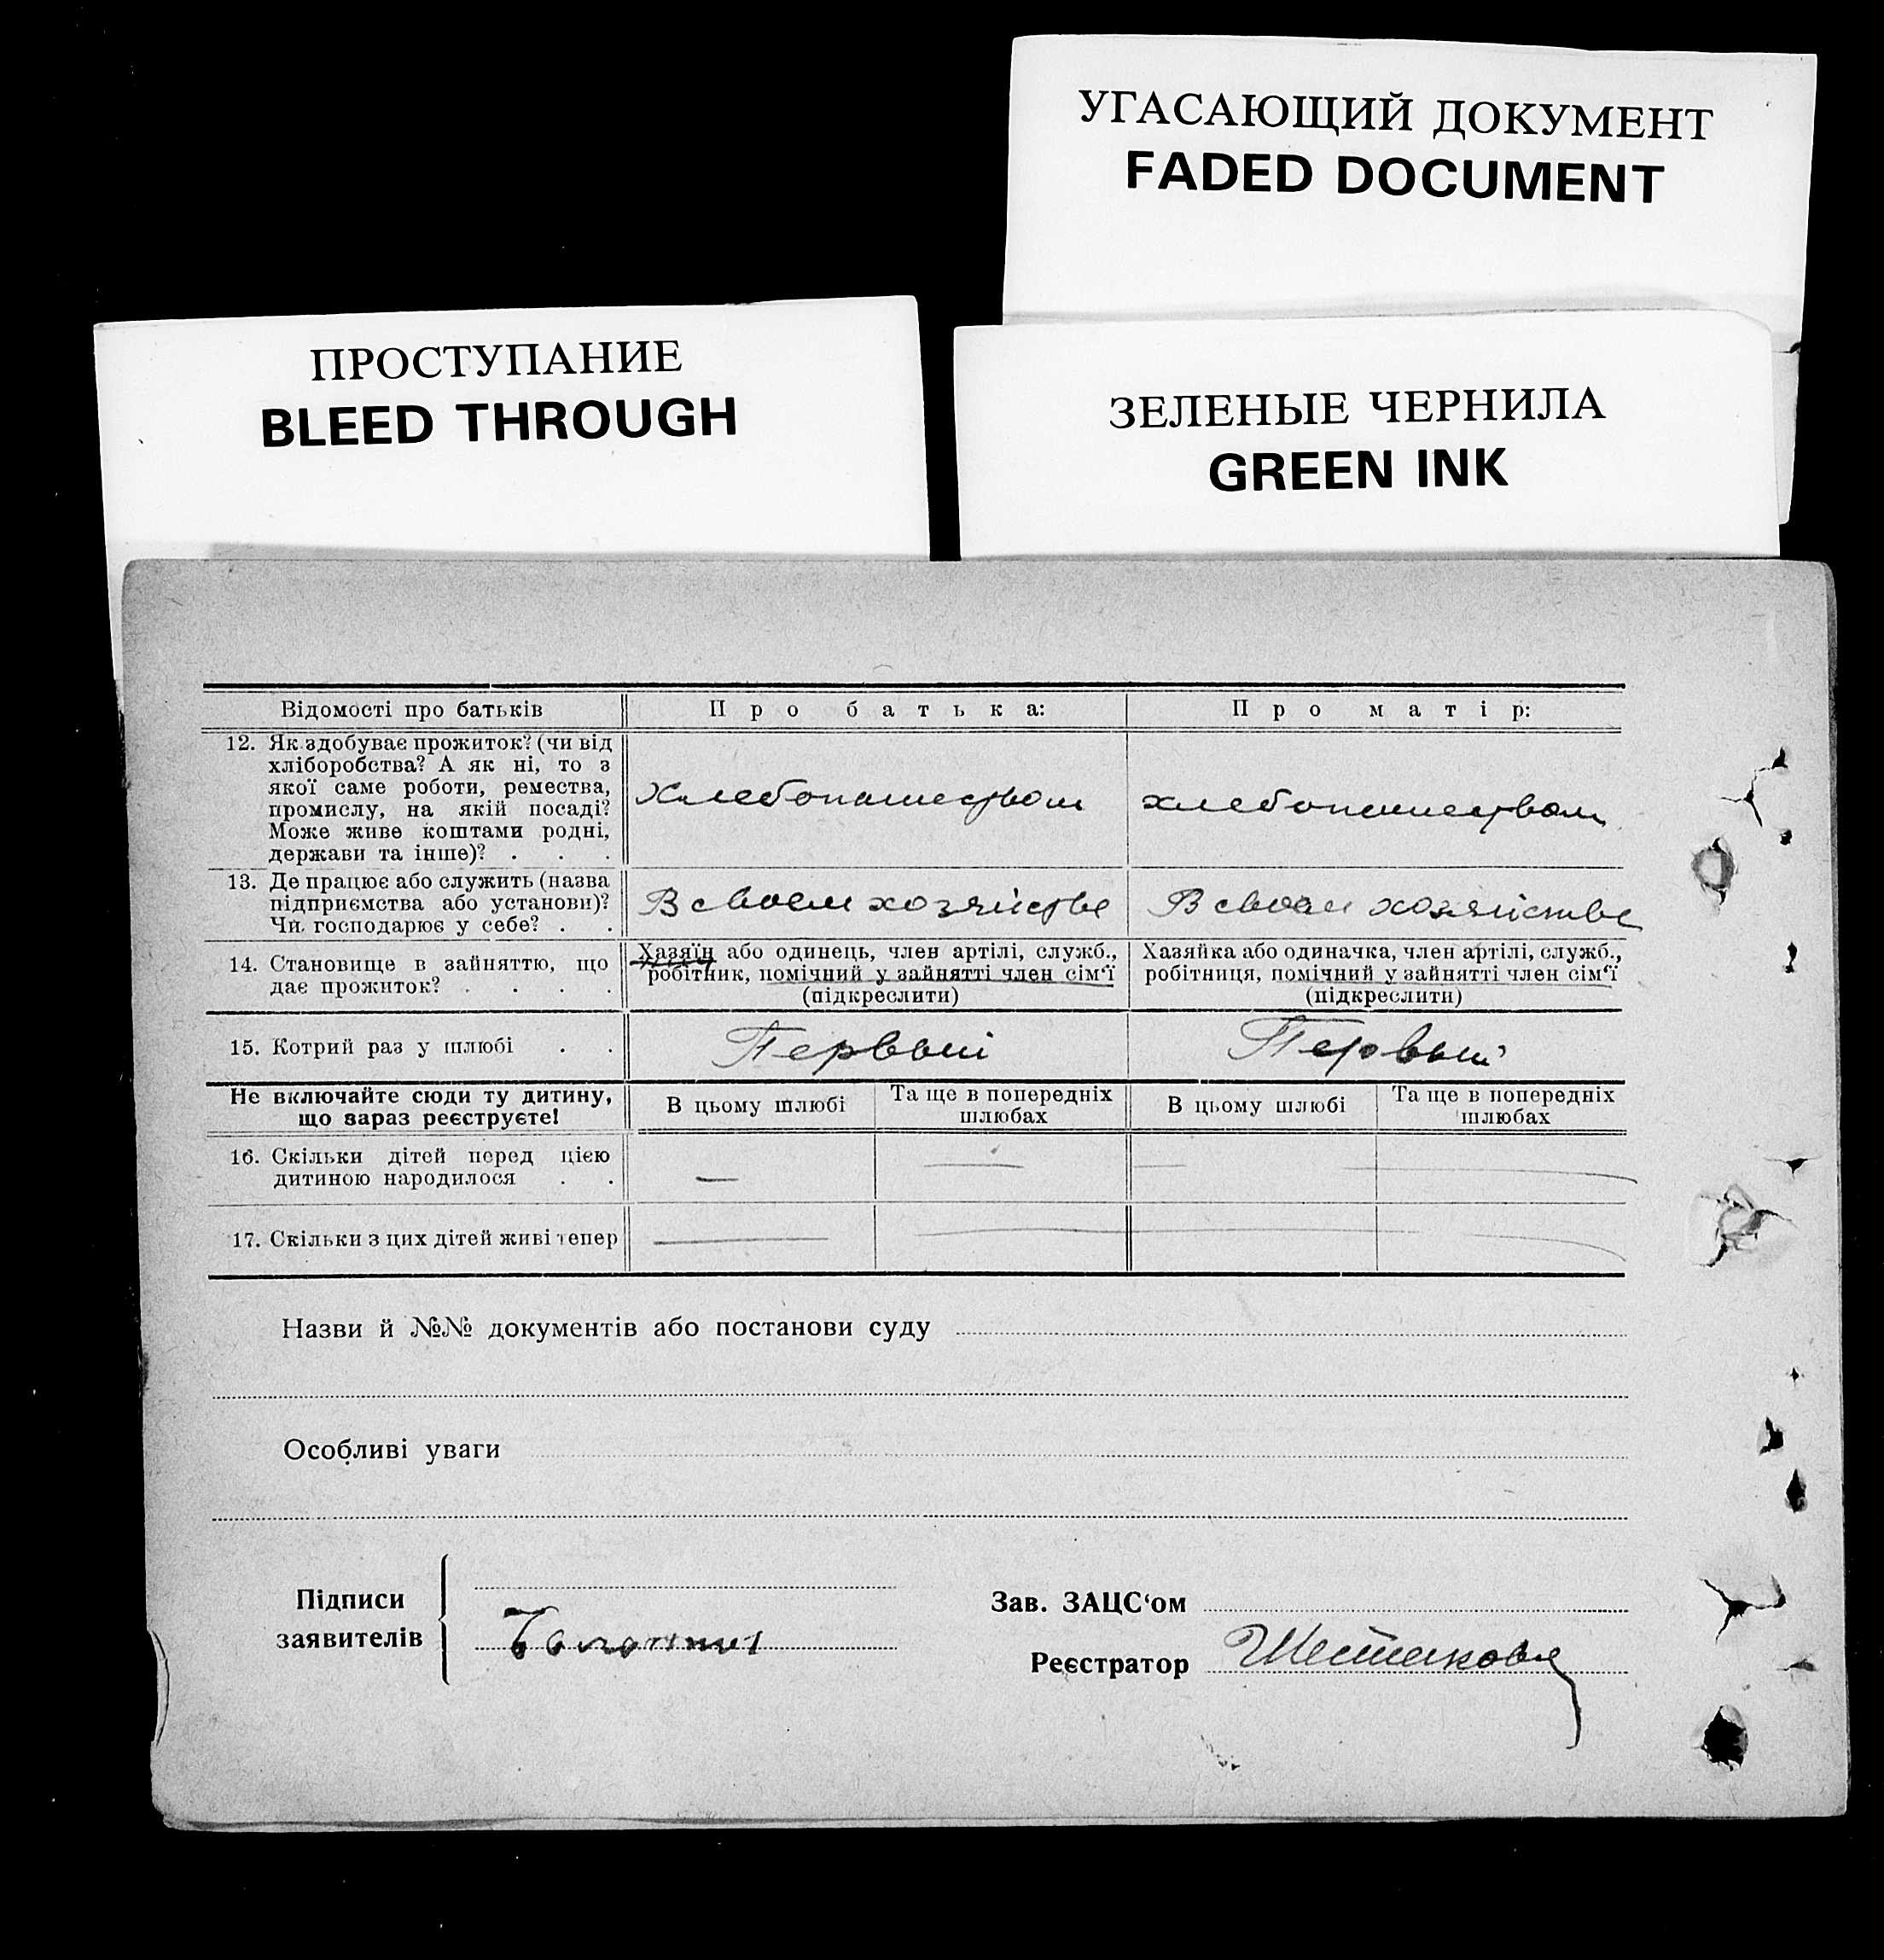 УГАСАЮЩИЙ ДОКУМЕНТ
FADED DOCUMENT
ПРОСТУПАНИЕ
BLEED THROUGH
ЗЕЛЕНЫЕ ЧЕРНИЛА
GREEN INK
Відомості про батьків
Про батька:
Про матір:
12. Як здобуває прожиток? (чи від
хліборобства? А як ні, то з
якої саме роботи, ремества,
промислу, на якій посаді?
Може живе коштами родні,
держави та інше)? . . .
Хлебопашеством
хлебопашеством
13. Де працює або служить (назва
підприємства або установи)?
Чи господарює у себе? . .
В своем хозяйстве
В своем хозяйстве
14. Становище в зайняттю, що
дає прожиток? . . . .
Хазяїн або одинець, член артілі, служб.,
робітник, помічний у зайнятті член сім‘ї
(підкреслити)
Хазяйка або одиначка, член артілі, служб.,
робітниця, помічний у зайнятті член сім‘ї
(підкреслити)
15. Котрий раз у шлюбі . .
Первый
Первый
Не включайте сюди ту дитину,
що зараз реєструєте!
В цьому шлюбі
Та ще в попередніх
шлюбах
В цьому шлюбі
Та ще в попередніх
шлюбах
16. Скільки дітей перед цією
дитиною народилося . .
—
—
—
—
17. Скільки з цих дітей живі тепер
—
—
—
—
Назви й №№ документів або постанови суду
Особливі уваги
Підписи
заявителів
Зав. ЗАЦС‘ом
Реєстратор Шестакова